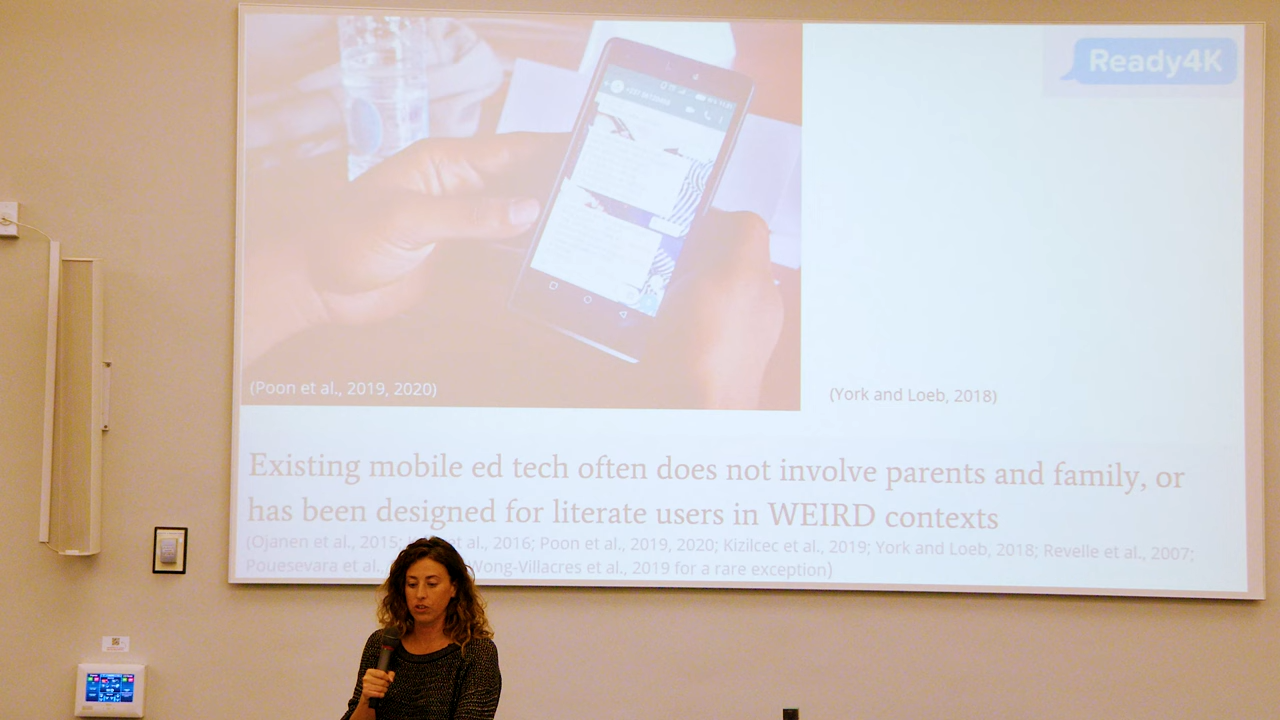 Ready4K
(Poon et al., 2019, 2020)
(York and Loeb, 2018)
Existing mobile ed tech often does not involve parents and family, or
has been designed for literate users in WEIRD contexts
(Ojanen et al., 2015; et al., 2016; Poon et al., 2019, 2020; Kizilcec et al., 2019; York and Loeb, 2018; Revelle et al., 2007;
Pouesevara et al., Wong-Villacres et al., 2019 for a rare exception)